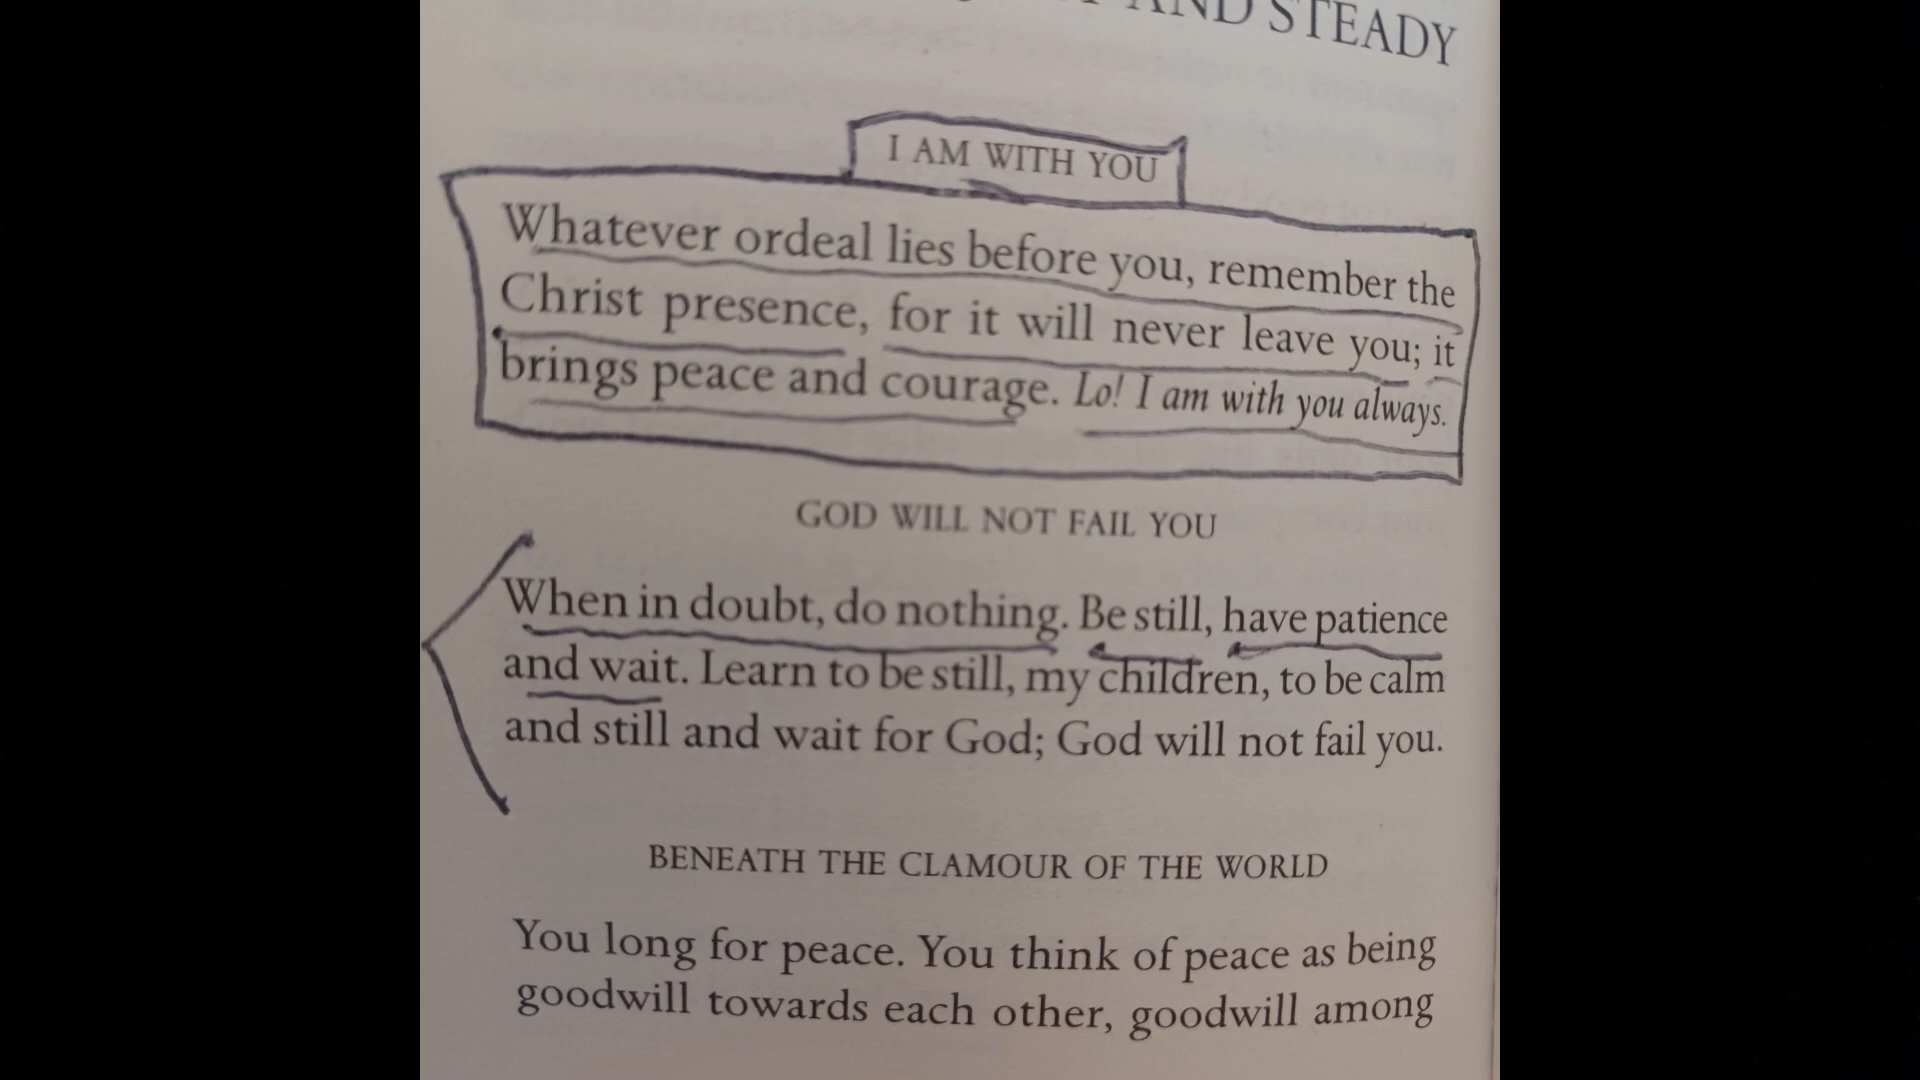 AND STEADY
I AM WITH YOU
Whatever ordeal lies before you, remember the
Christ presence, for it will never leave you; it
brings peace and courage. Lo! I am with you always.
GOD WILL NOT FAIL YOU
When in doubt, do nothing. Be still, have patience
and wait. Learn to be still, my children, to be calm
and still and wait for God; God will not fail you.
BENEATH THE CLAMOUR OF THE WORLD
You long for peace. You think of peace as being
goodwill towards each other, goodwill among